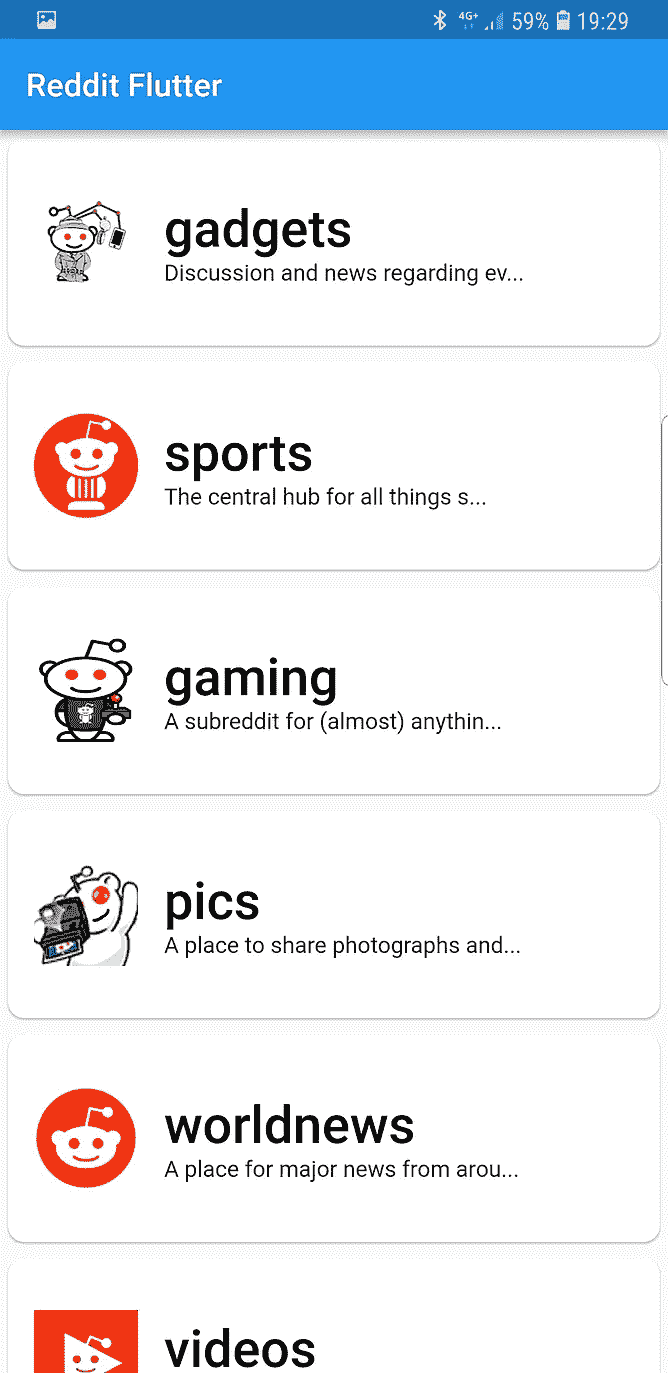 4G+ 59% 19:29
Reddit Flutter
gadgets
Discussion and news regarding ev...
sports
The central hub for all things s...
gaming
A subreddit for (almost) anythin...
pics
A place to share photographs and...
worldnews
A place for major news from arou...
videos